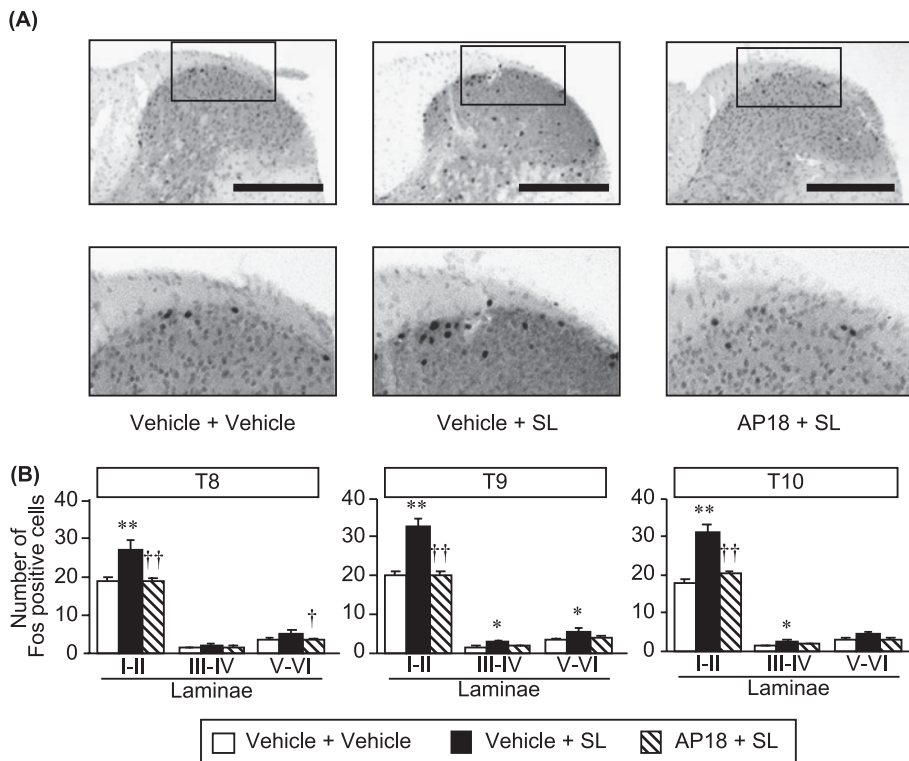 (A)
Vehicle + Vehicle Vehicle + SL AP18 + SL
(B)
T8 T9 T10
Number of
Fos positive cells
40 40 40
** ** **
30 30 30
†† †† ††
20 20 20
10 10 10
† * * *
0 0 0
I-II III-IV V-VI I-II III-IV V-VI I-II III-IV V-VI
Laminae Laminae Laminae
Vehicle + Vehicle Vehicle + SL AP18 + SL